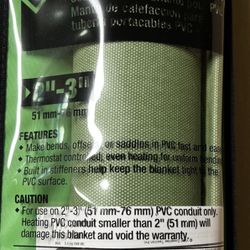 Manta de calefacción para
tuberías portacables PVC
2"-3"
51 mm-76 mm
FEATURES
• Make bends, offsets or saddles in PVC fast and easy
• Thermostat controlled, even heating for uniform bending
• Built in stiffeners help keep the blanket tight to the
PVC surface.
CAUTION
• For use on 2"-3" (51 mm-76 mm) PVC conduit only.
Heating PVC conduit smaller than 2" (51 mm) will
damage this blanket and void the warranty.